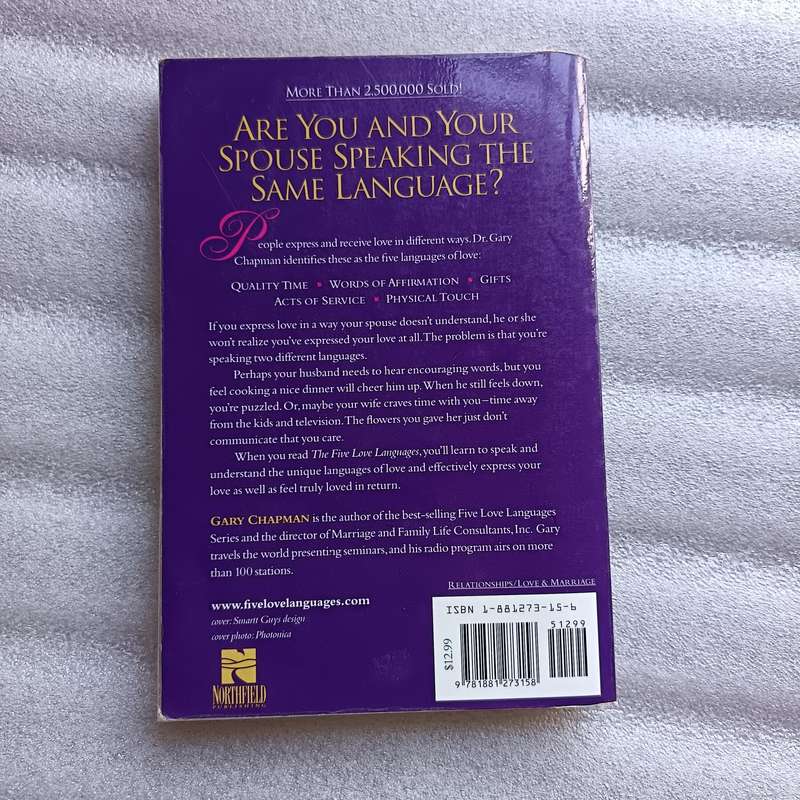 MORE THAN 2,500,000 SOLD!
ARE YOU AND YOUR
SPOUSE SPEAKING THE
SAME LANGUAGE?
People express and receive love in different ways. Dr. Gary
Chapman identifies these as the five languages of love:
QUALITY TIME • WORDS OF AFFIRMATION • GIFTS
ACTS OF SERVICE • PHYSICAL TOUCH
If you express love in a way your spouse doesn't understand, he or she
won't realize you've expressed your love at all. The problem is that you're
speaking two different languages.
Perhaps your husband needs to hear encouraging words, but you
feel cooking a nice dinner will cheer him up. When he still feels down,
you're puzzled. Or, maybe your wife craves time with you—time away
from the kids and television. The flowers you gave her just don't
communicate that you care.
When you read The Five Love Languages, you'll learn to speak and
understand the unique languages of love and effectively express your
love as well as feel truly loved in return.
GARY CHAPMAN is the author of the best-selling Five Love Languages
Series and the director of Marriage and Family Life Consultants, Inc. Gary
travels the world presenting seminars, and his radio program airs on more
than 100 stations.
RELATIONSHIPS/LOVE & MARRIAGE
www.fivelovelanguages.com
cover: Smartt Guys design
cover photo: Photonica
NORTHFIELD
PUBLISHING
ISBN 1-881273-15-6
51299
$12.99
9 781881 273158